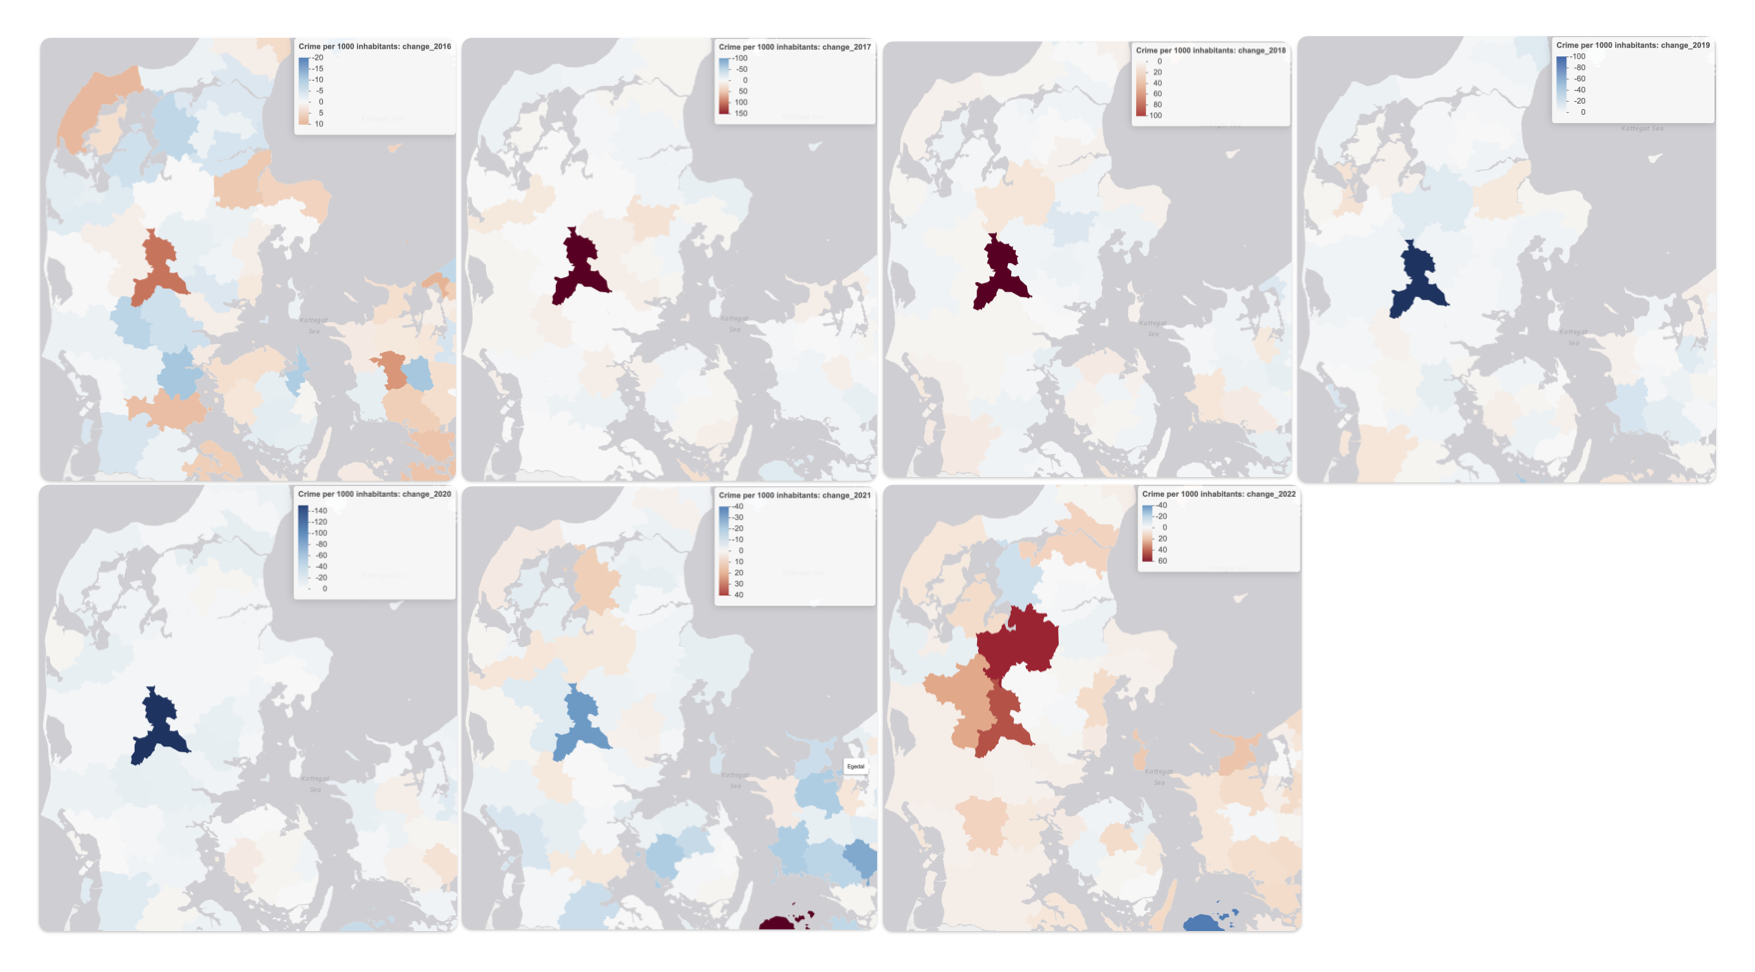 Crime per 1000 inhabitants: change_2016
-20
-15
-10
-5
0
5
10
Kattegat
Sea
Crime per 1000 inhabitants: change_2017
-100
-50
0
50
100
150
Kattegat
Sea
Crime per 1000 inhabitants: change_2018
0
20
40
60
80
100
Kattegat
Sea
Crime per 1000 inhabitants: change_2019
-100
-80
-60
-40
-20
0
Kattegat Sea
Kattegat
Sea
Crime per 1000 inhabitants: change_2020
-140
-120
-100
-80
-60
-40
-20
0
Kattegat
Sea
Crime per 1000 inhabitants: change_2021
-40
-30
-20
-10
0
10
20
30
40
Egedal
Kattegat
Sea
Crime per 1000 inhabitants: change_2022
-40
-20
0
20
40
60
Kattegat
Sea